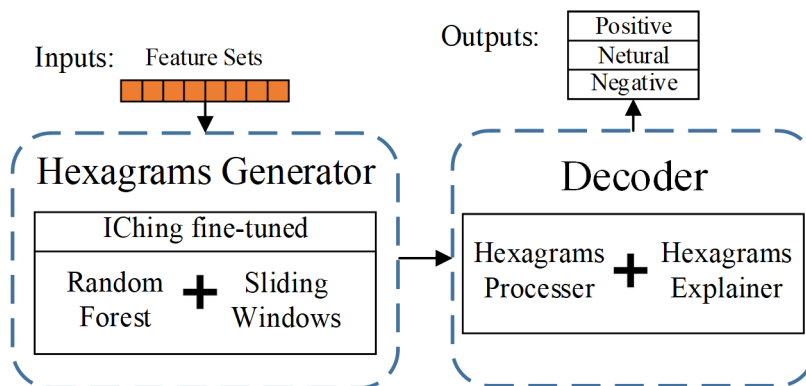 Inputs:
Feature Sets
Hexagrams Generator
IChing fine-tuned
Random
Forest
+
Sliding
Windows
Outputs:
Positive
Netural
Negative
Decoder
Hexagrams
Processer
+
Hexagrams
Explainer